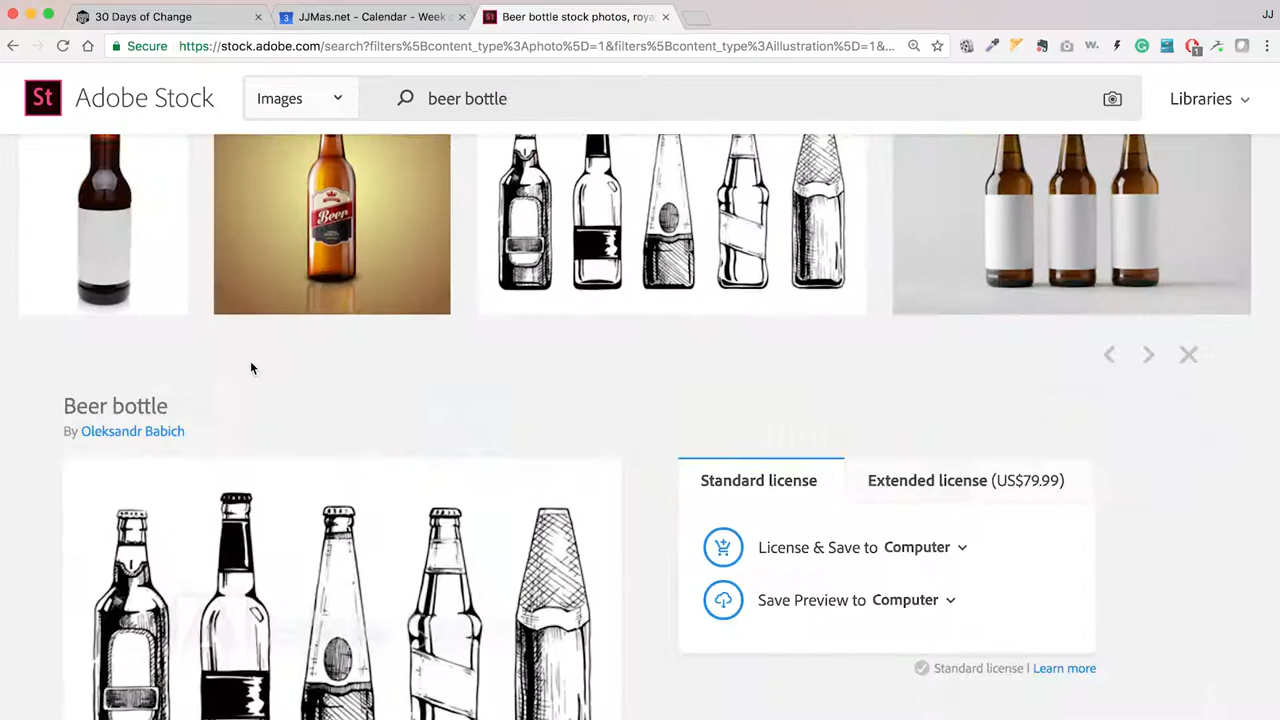 30 Days of Change
JJMas.net - Calendar - Week
Beer bottle stock photos, roya
JJ
Secure
https://stock.adobe.com/search?filters%5Bcontent_type%3Aphoto%5D=1&filters%5Bcontent_type%3Aillustration%5D=1&...
St
Adobe Stock
Images
beer bottle
Libraries
Beer
Beer bottle
By Oleksandr Babich
Standard license
Extended license (US$79.99)
License & Save to Computer
Save Preview to Computer
Standard license | Learn more